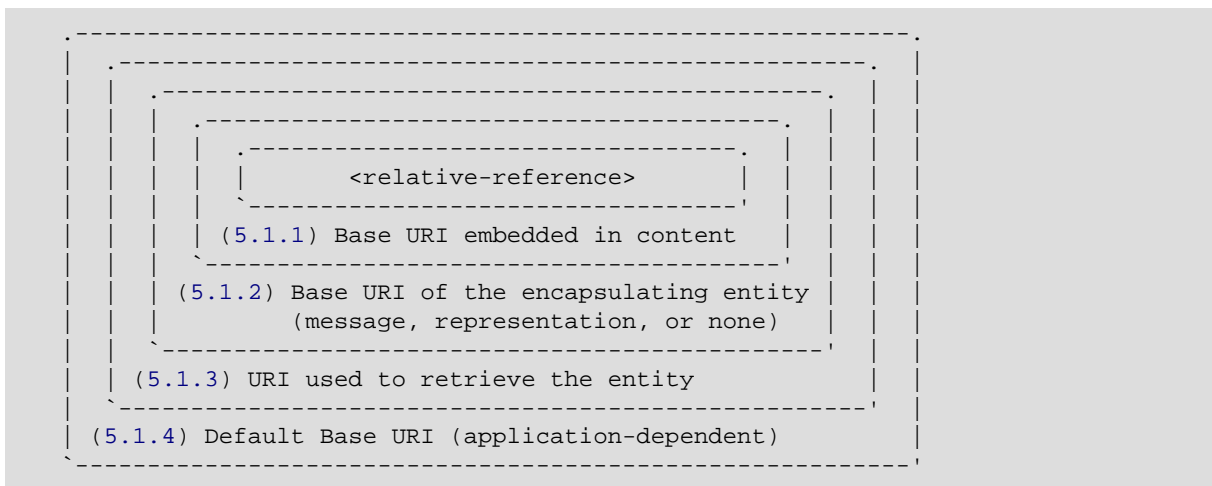 <relative-reference>
(5.1.1) Base URI embedded in content
(5.1.2) Base URI of the encapsulating entity
(message, representation, or none)
(5.1.3) URI used to retrieve the entity
(5.1.4) Default Base URI (application-dependent)